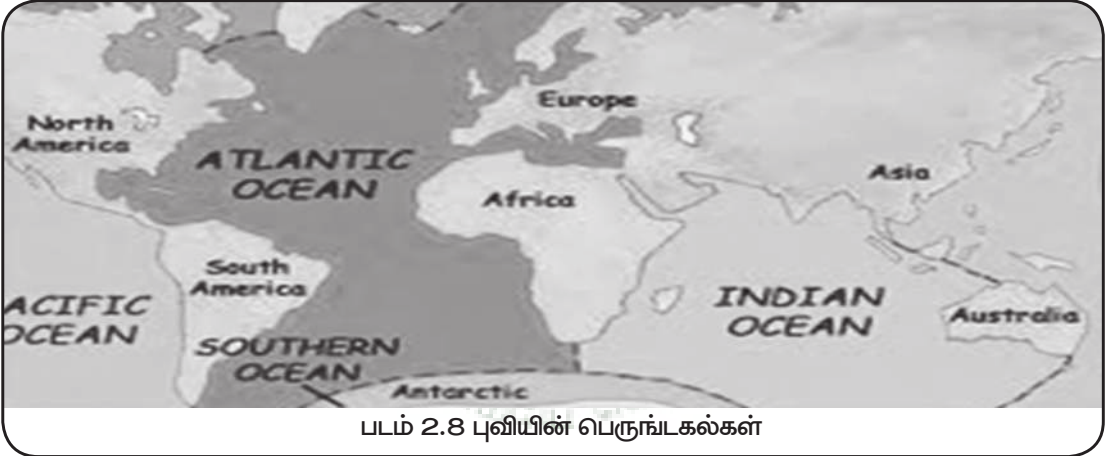 North
America
ATLANTIC
OCEAN
Europe
Africa
Asia
South
America
ACIFIC
OCEAN
SOUTHERN
OCEAN
INDIAN
OCEAN
Australia
Antarctic
படம் 2.8 புவியின் பெருங்டகல்கள்